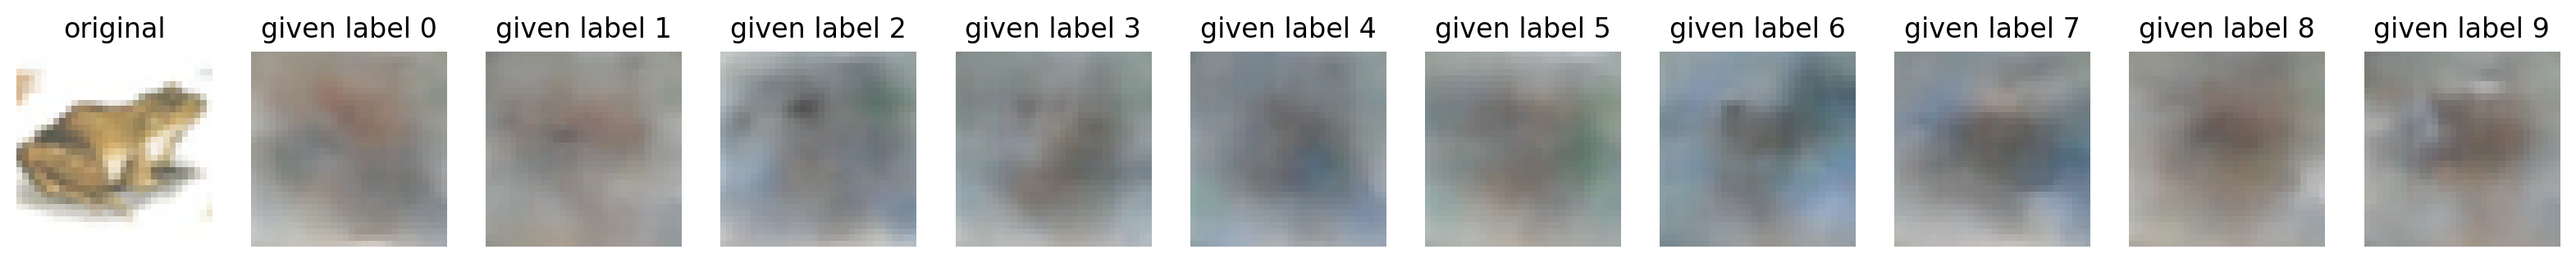 original
given label 0
given label 1
given label 2
given label 3
given label 4
given label 5
given label 6
given label 7
given label 8
given label 9